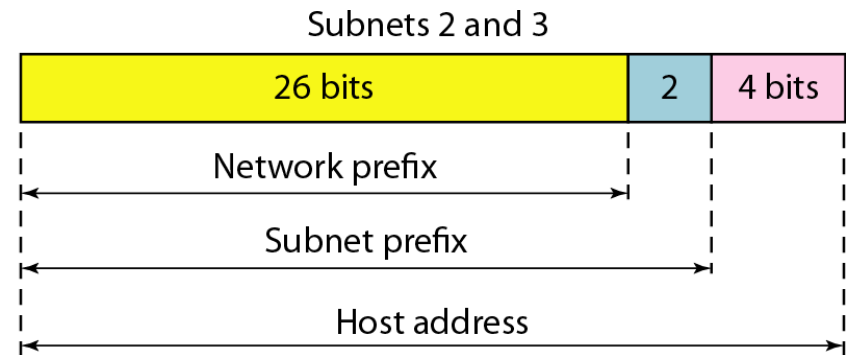 Subnets 2 and 3
26 bits 2 4 bits
Network prefix
Subnet prefix
Host address